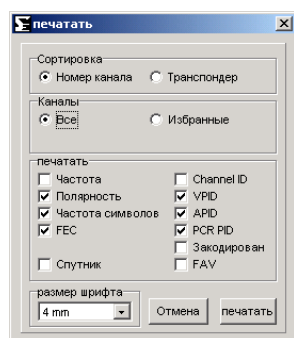 печатать
Сортировка
Номер канала Транспондер
Каналы
Все Избранные
печатать
Частота Channel ID
Полярность VPID
Частота символов APID
FEC PCR PID
Закодирован
Спутник FAV
размер шрифта
4 mm Отмена печатать